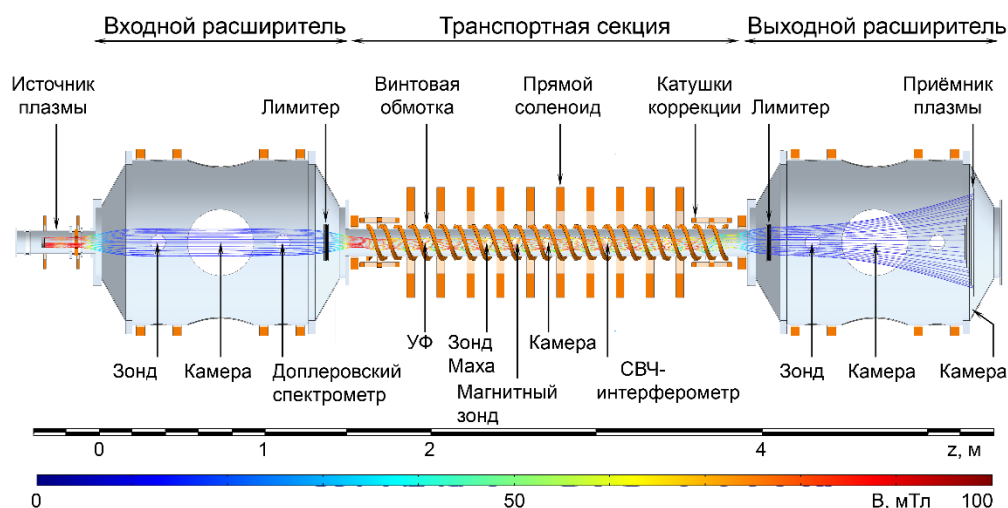 Входной расширитель
Транспортная секция
Выходной расширитель
Источник
плазмы
Лимитер
Винтовая
обмотка
Прямой
соленоид
Катушки
коррекции
Лимитер
Приёмник
плазмы
Зонд
Камера
Доплеровский
спектрометр
УФ
Зонд
Маха
Магнитный
зонд
Камера
СВЧ-
интерферометр
Зонд
Камера
Камера
0 1 2 4 z, м
0 50 B, мТл 100